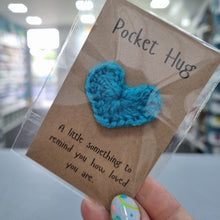 Pocket Hug
A little something to
remind you how loved
you are.